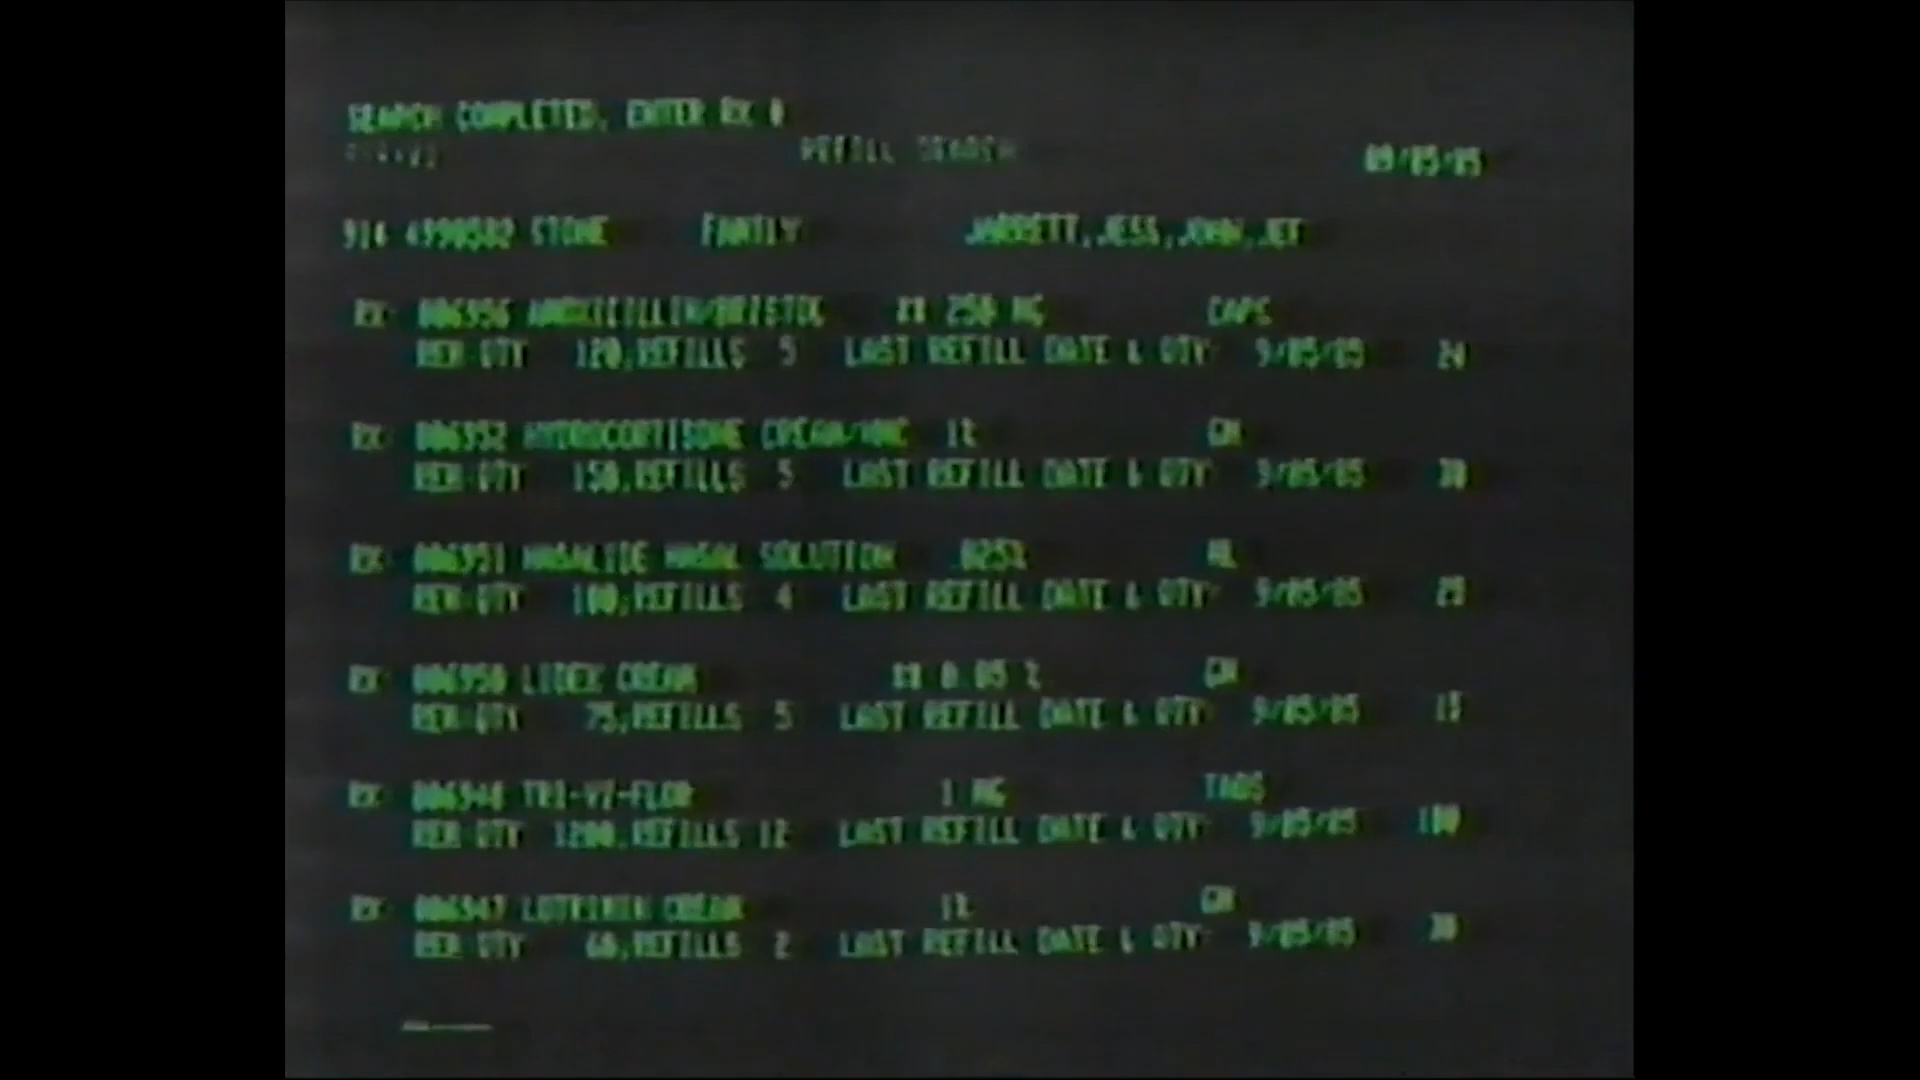 SEARCH COMPLETED, ENTER RX #
REFILL SEARCH 09/05/85
914 4990582 STONE FAMILY JARRETT,JESS,JOHN,JEF
RX: 006956 AMOXICILLIN/BRISTOL ** 250 MG CAPS
REM QTY 120,REFILLS 5 LAST REFILL DATE & QTY: 9/05/85 24
RX: 006952 HYDROCORTISONE CREAM/ 1% GM
REM QTY 150,REFILLS 5 LAST REFILL DATE & QTY: 9/05/85 30
RX: 006951 NASALIDE NASAL SOLUTION .025% ML
REM QTY 100,REFILLS 4 LAST REFILL DATE & QTY: 9/05/85 25
RX: 006950 LIDEX CREAM ** 0.05 % GM
REM QTY 75,REFILLS 5 LAST REFILL DATE & QTY: 9/05/85 15
RX: 006948 TRI-VI-FLOR 1 MG TABS
REM QTY 1200,REFILLS 12 LAST REFILL DATE & QTY: 9/05/85 100
RX: 006947 LOTRIMIN CREAM 1% GM
REM QTY 60,REFILLS 2 LAST REFILL DATE & QTY: 9/05/85 30